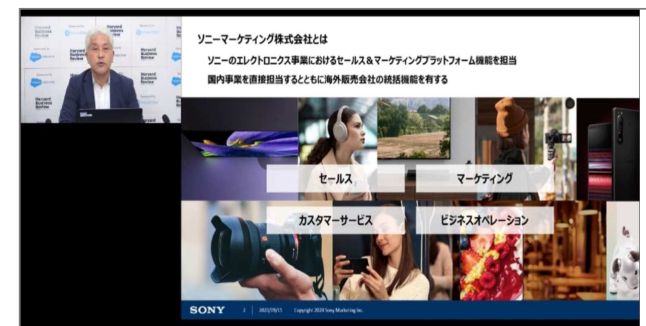 Harvard
Business
Review
ソニーマーケティング株式会社とは
ソニーのエレクトロニクス事業におけるセールス＆マーケティングプラットフォーム機能を担当
国内事業を直接担当するとともに海外販売会社の統括機能を有する
セールス
マーケティング
カスタマーサービス
ビジネスオペレーション
SONY